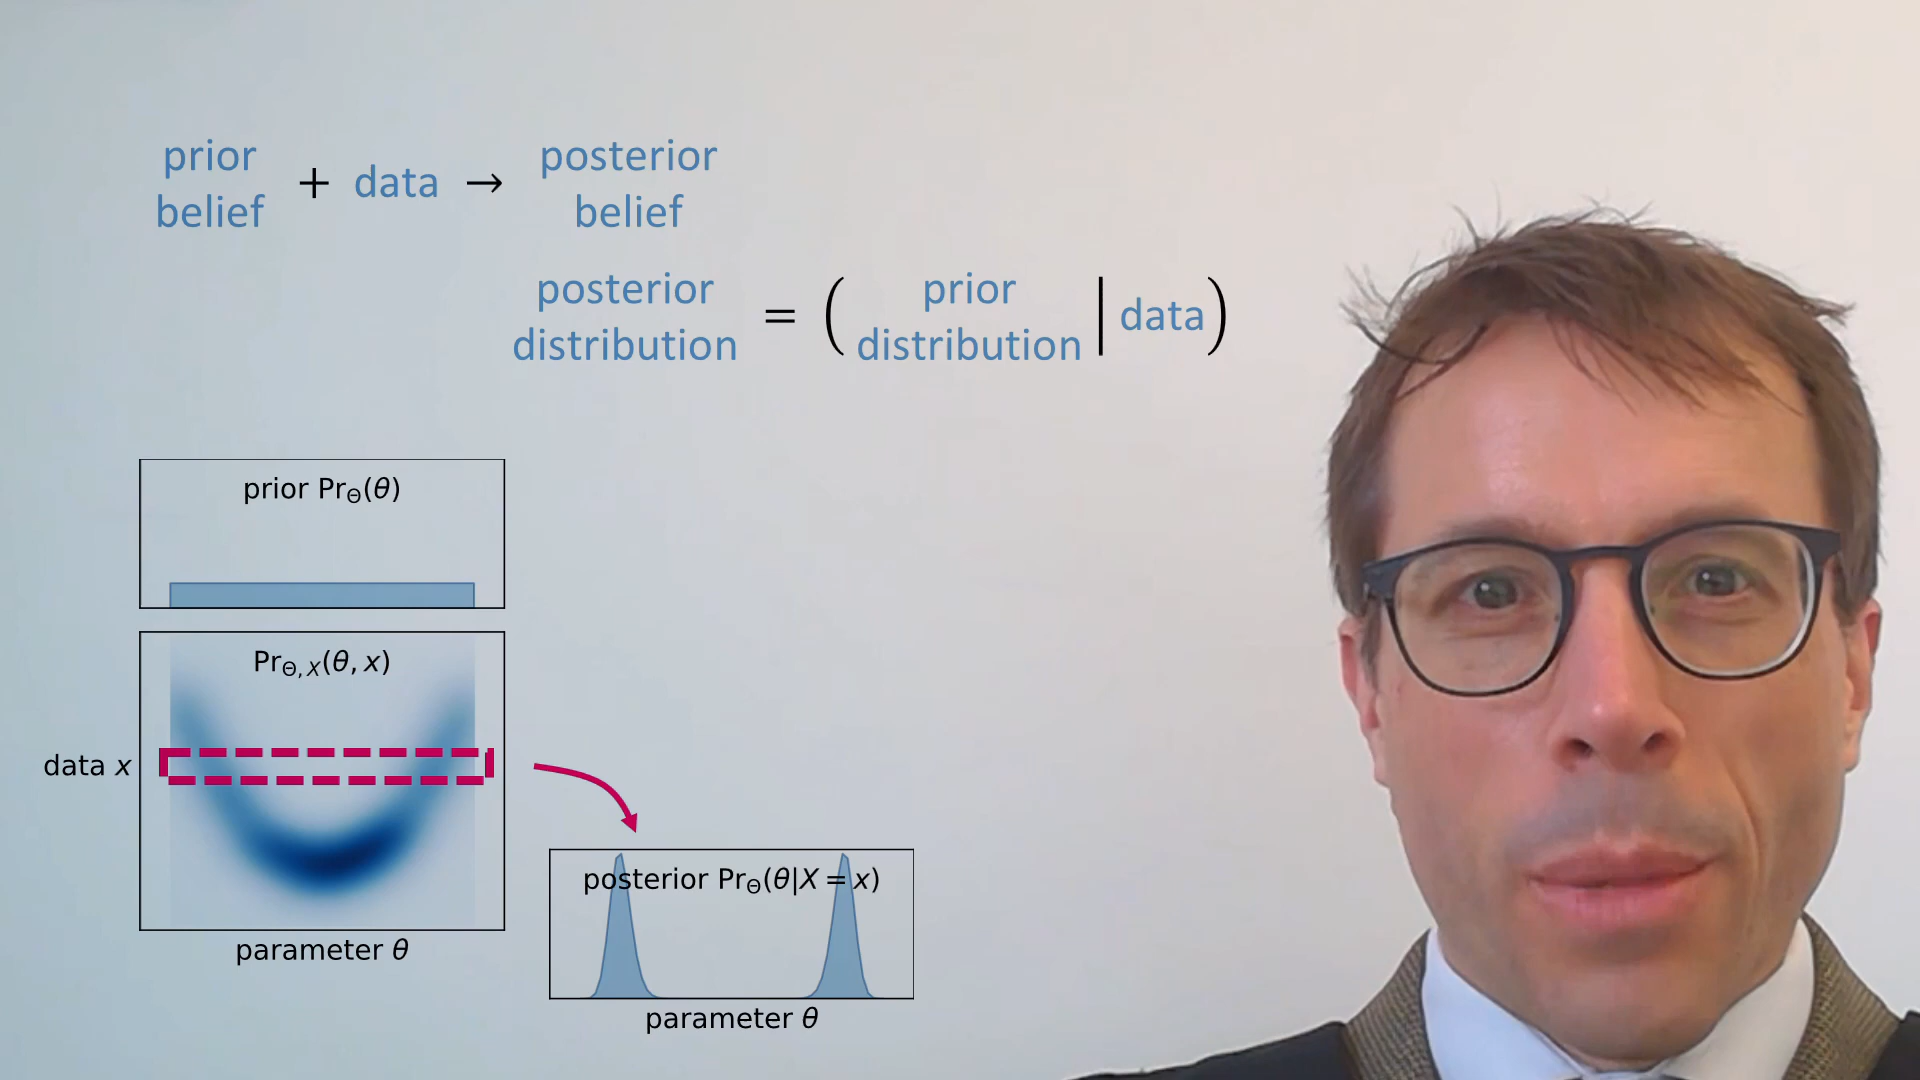 prior
belief
+ data →
posterior
belief
posterior
distribution
= ( prior
distribution | data )
prior Pr_Θ(θ)
Pr_Θ,X(θ, x)
data x
parameter θ
posterior Pr_Θ(θ|X = x)
parameter θ